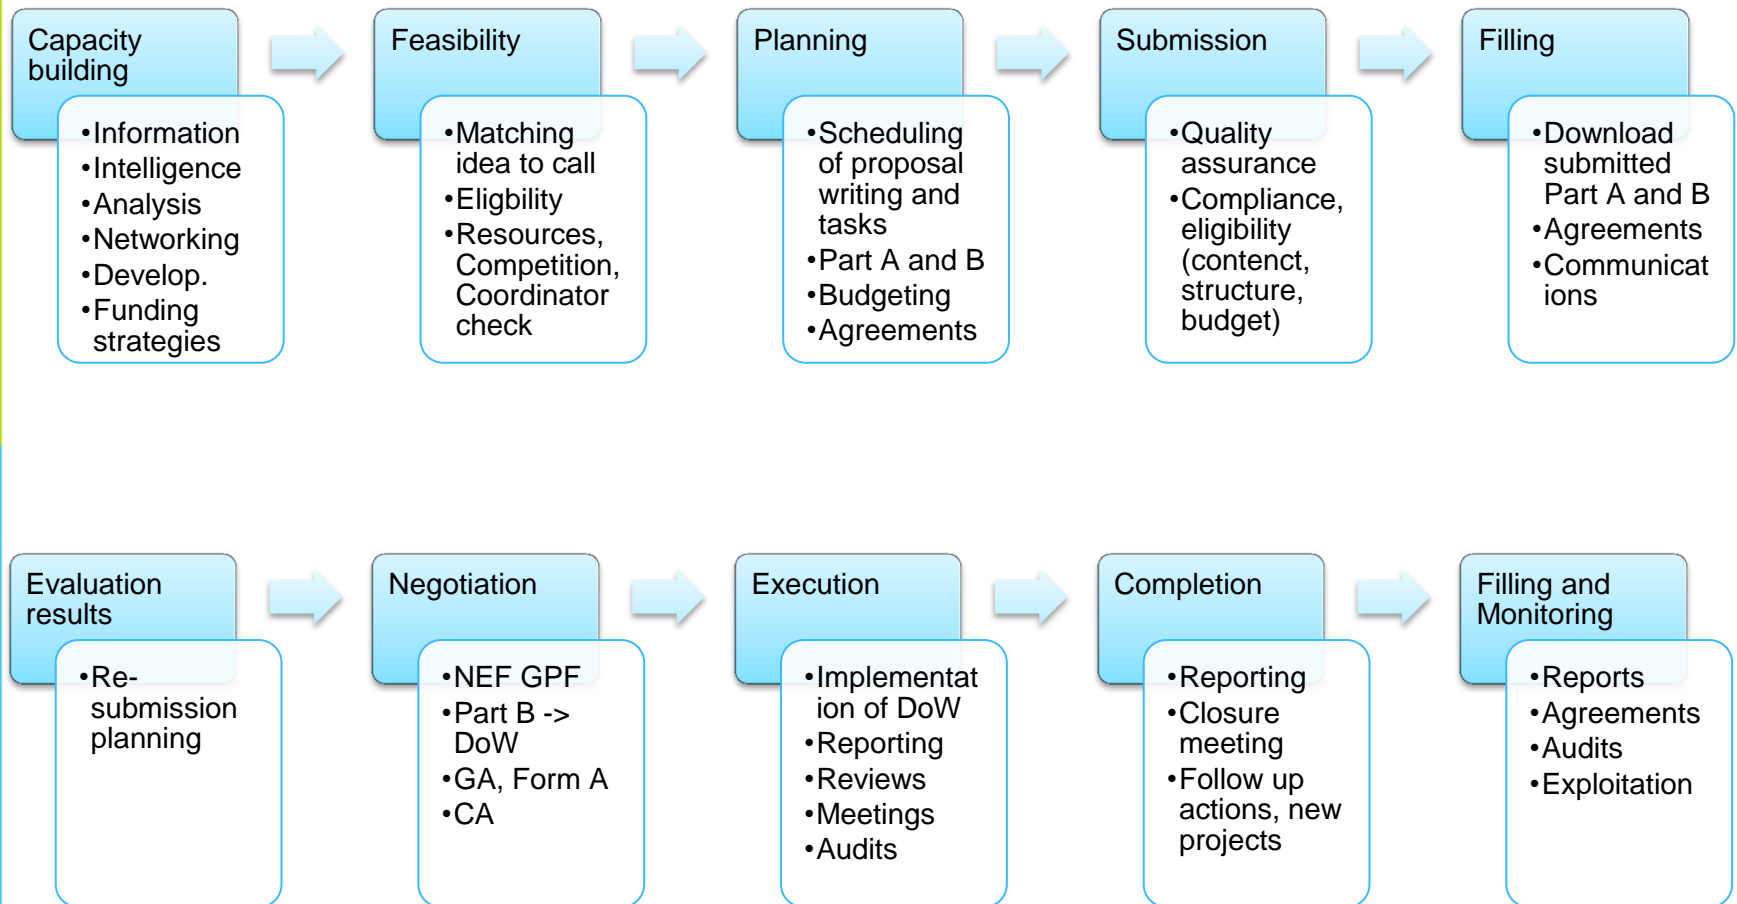 Capacity
building
•Information
•Intelligence
•Analysis
•Networking
•Develop.
•Funding
strategies
Feasibility
•Matching
idea to call
•Eligbility
•Resources,
Competition,
Coordinator
check
Planning
•Scheduling
of proposal
writing and
tasks
•Part A and B
•Budgeting
•Agreements
Submission
•Quality
assurance
•Compliance,
eligibility
(contenct,
structure,
budget)
Filling
•Download
submitted
Part A and B
•Agreements
•Communicat
ions
Evaluation
results
•Re-
submission
planning
Negotiation
•NEF GPF
•Part B ->
DoW
•GA, Form A
•CA
Execution
•Implementat
ion of DoW
•Reporting
•Reviews
•Meetings
•Audits
Completion
•Reporting
•Closure
meeting
•Follow up
actions, new
projects
Filling and
Monitoring
•Reports
•Agreements
•Audits
•Exploitation